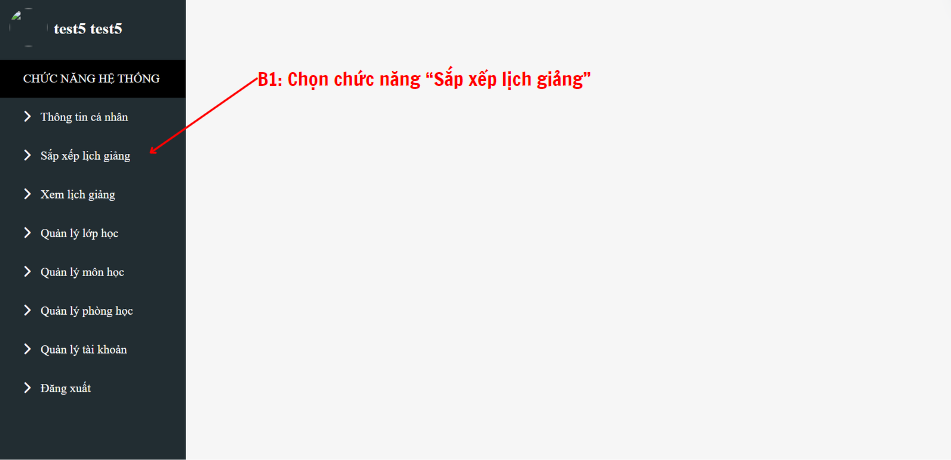 test5 test5
CHỨC NĂNG HỆ THỐNG
B1: Chọn chức năng “Sắp xếp lịch giảng”
Thông tin cá nhân
Sắp xếp lịch giảng
Xem lịch giảng
Quản lý lớp học
Quản lý môn học
Quản lý phòng học
Quản lý tài khoản
Đăng xuất